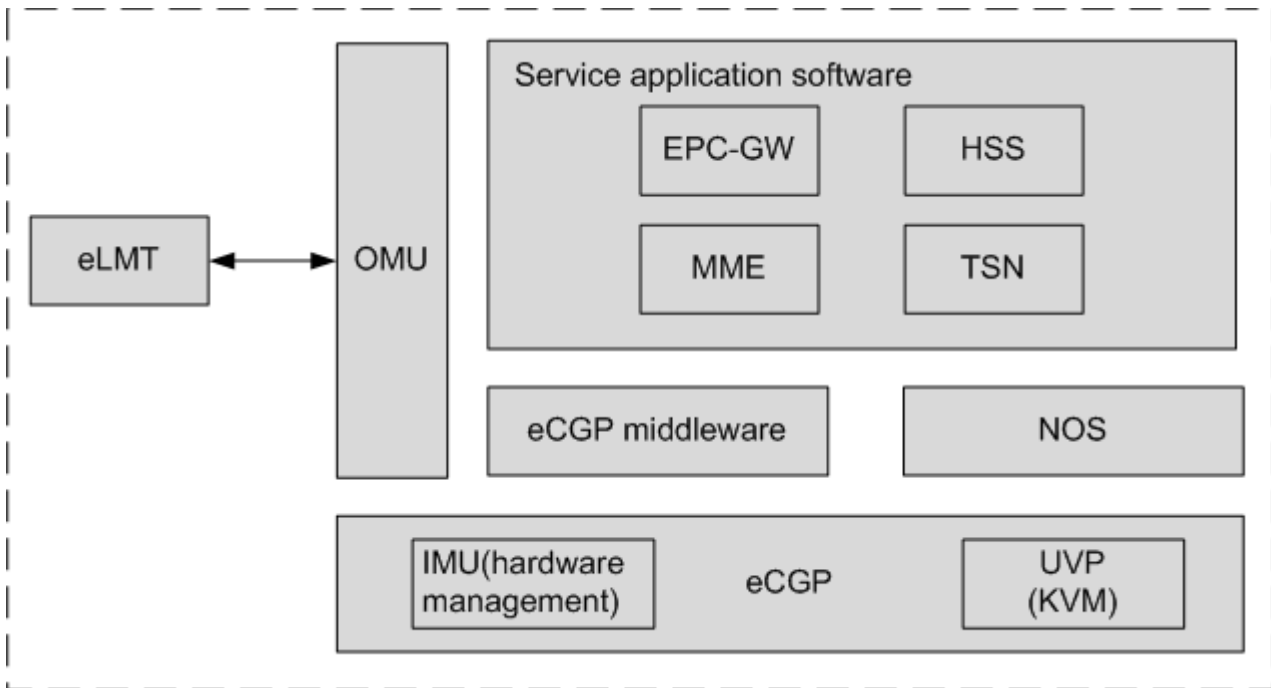 Service application software
EPC-GW
HSS
eLMT
OMU
MME
TSN
eCGP middleware
NOS
IMU(hardware
management)
eCGP
UVP
(KVM)